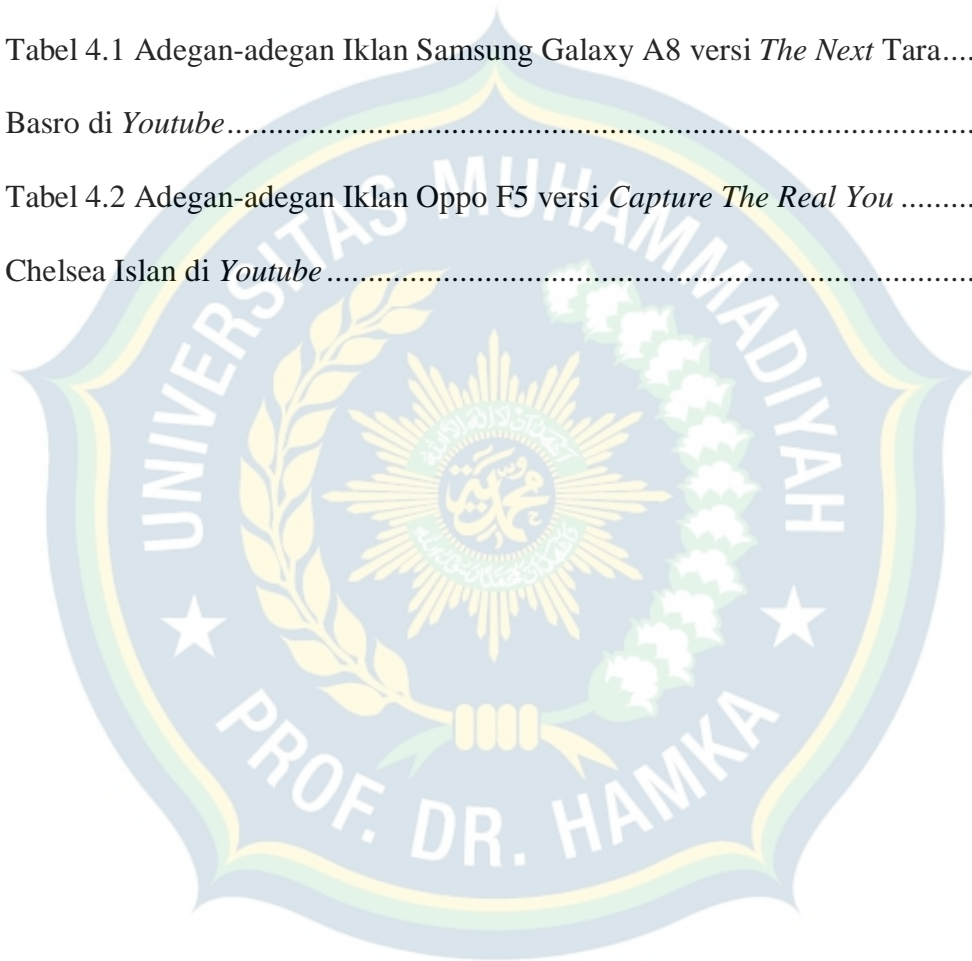 Tabel 4.1 Adegan-adegan Iklan Samsung Galaxy A8 versi The Next Tara....
Basro di Youtube..........................................................................................
Tabel 4.2 Adegan-adegan Iklan Oppo F5 versi Capture The Real You .........
Chelsea Islan di Youtube..............................................................................
UNIVERSITAS MUHAMMADIYAH
محمدية
PROF. DR. HAMKA